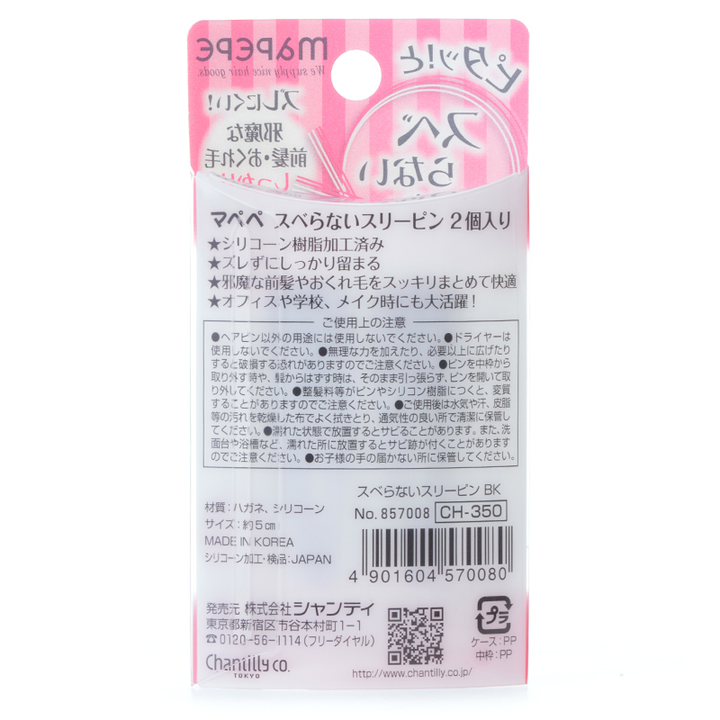 mapepe
We supply nice hair goods.
ピタッ!と
スベ
らない
ズレにくい!
邪魔な
前髪・おくれ毛
マペペ スベらないスリーピン 2個入り
★シリコーン樹脂加工済み
★ズレずにしっかり留まる
★邪魔な前髪やおくれ毛をスッキリまとめて快適
★オフィスや学校、メイク時にも大活躍!
ご使用上の注意
●ヘアピン以外の用途には使用しないでください。●ドライヤーは
使用しないでください。●無理な力を加えたり、必要以上に広げたり
すると破損する恐れがありますのでご注意ください。●ピンを中枠から
取り外す時や、髪からはずす時は、そのまま引っ張らず、ピンを開いて取
り外してください。●整髪料等がピンやシリコン樹脂につくと、変質
することがありますのでご注意ください。●ご使用後は水気や汗、皮脂
等の汚れを乾燥した布でよく拭きとり、通気性の良い所で清潔に保管し
てください。●濡れた状態で放置するとサビることがあります。また、洗
面台や浴槽など、濡れた所に放置するとサビ跡が付くことがあります
のでご注意ください。●お子様の手の届かない所に保管してください。
スベらないスリーピン BK
No. 857008 CH-350
材質:ハガネ、シリコーン
サイズ:約5cm
MADE IN KOREA
シリコーン加工・検品:JAPAN
4 901604 570080
発売元 株式会社シャンティ
東京都新宿区市谷本村町1-1
0120-56-1114(フリーダイヤル)
Chantilly co.
TOKYO
http://www.chantilly.co.jp/
プラ
ケース:PP
中枠:PP